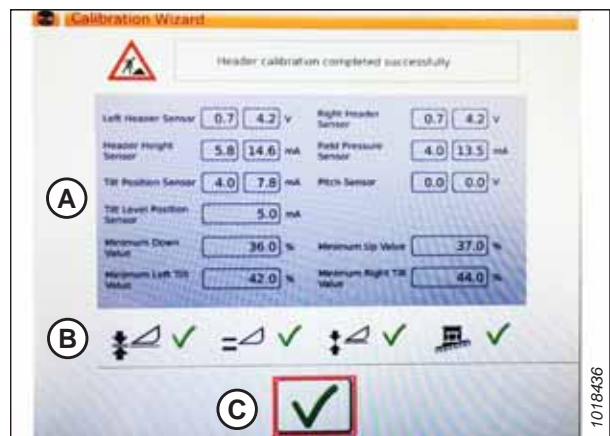 Calibration Wizard
Header calibration completed successfully
Left Header Sensor 0.7 4.2 V Right Header Sensor 0.7 4.2 V
Header Height Sensor 5.8 14.6 mA Field Pressure Sensor 4.0 13.5 mA
Tilt Position Sensor 4.0 7.8 mA Pitch Sensor 0.0 0.0 V
Tilt Level Position Sensor 5.0 mA
Minimum Down Value 36.0 % Minimum Up Value 37.0 %
Minimum Left Tilt Value 42.0 % Minimum Right Tilt Value 44.0 %
A
B
C
1018436